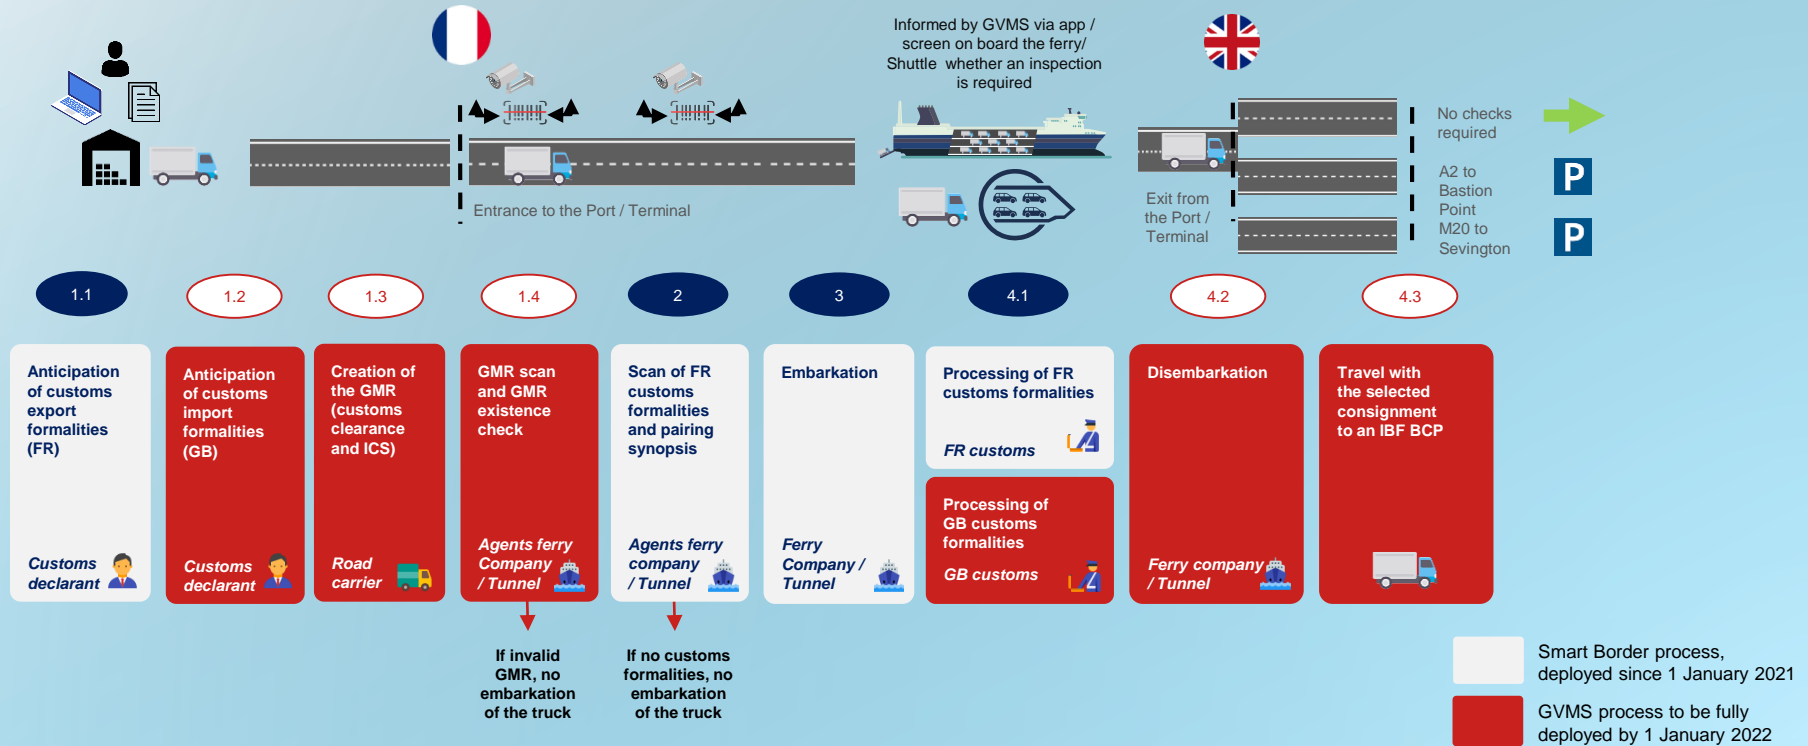 Informed by GVMS via app /
screen on board the ferry/
Shuttle whether an inspection
is required
Entrance to the Port / Terminal
Exit from
the Port /
Terminal
No checks
required
A2 to
Bastion
Point
M20 to
Sevington
P
P
1.1
1.2
1.3
1.4
2
3
4.1
4.2
4.3
Anticipation
of customs
export
formalities
(FR)
Customs
declarant
Anticipation
of customs
import
formalities
(GB)
Customs
declarant
Creation of
the GMR
(customs
clearance
and ICS)
Road
carrier
GMR scan
and GMR
existence
check
Agents ferry
Company
/ Tunnel
Scan of FR
customs
formalities
and pairing
synopsis
Agents ferry
company
/ Tunnel
Embarkation
Ferry
Company /
Tunnel
Processing of FR
customs formalities
FR customs
Processing of
GB customs
formalities
GB customs
Disembarkation
Ferry company
/ Tunnel
Travel with
the selected
consignment
to an IBF BCP
If invalid
GMR, no
embarkation
of the truck
If no customs
formalities, no
embarkation
of the truck
Smart Border process,
deployed since 1 January 2021
GVMS process to be fully
deployed by 1 January 2022